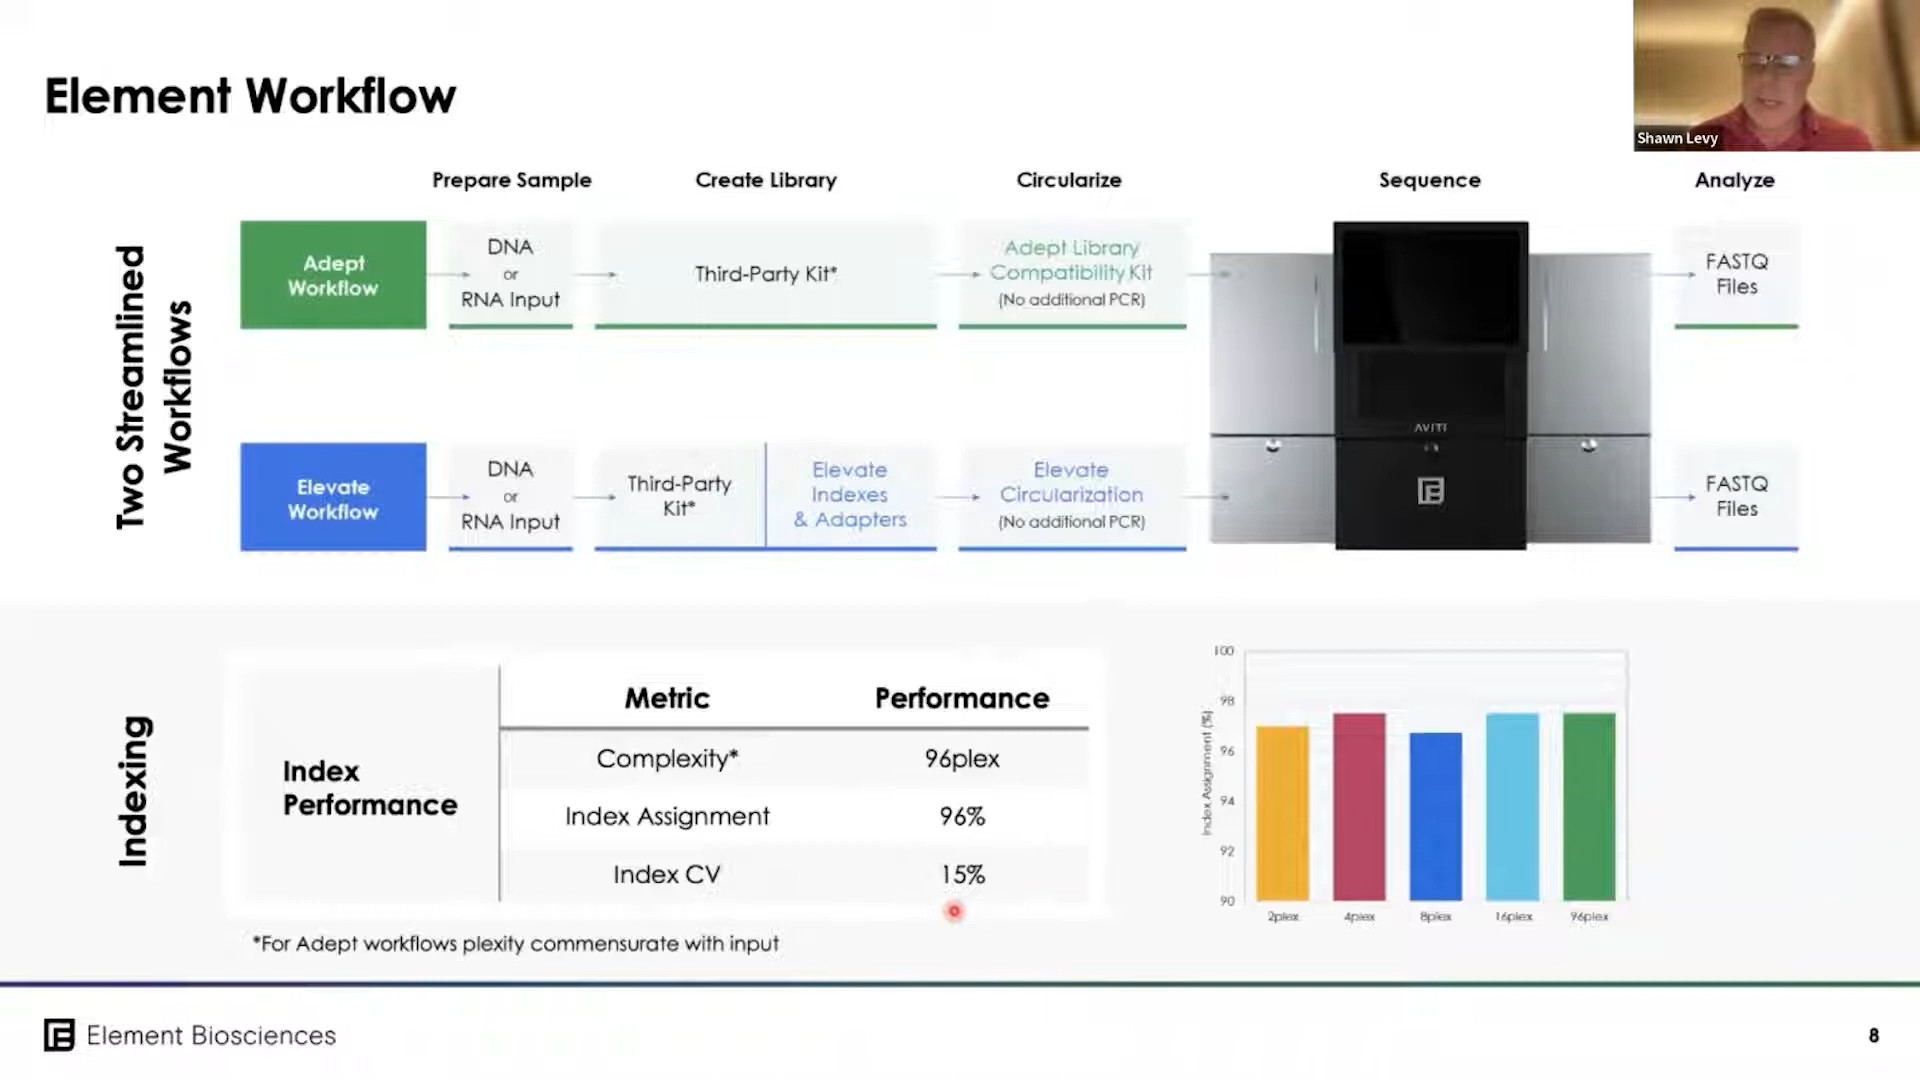 Element Workflow
Shawn Levy
Prepare Sample
Create Library
Circularize
Sequence
Analyze
Two Streamlined
Workflows
Adept
Workflow
DNA
or
RNA Input
Third-Party Kit*
Adept Library
Compatibility Kit
(No additional PCR)
FASTQ
Files
AVITI
Elevate
Workflow
DNA
or
RNA Input
Third-Party
Kit*
Elevate
Indexes
& Adapters
Elevate
Circularization
(No additional PCR)
FASTQ
Files
Indexing
Index
Performance
Metric
Performance
Complexity*
96plex
Index Assignment
96%
Index CV
15%
*For Adept workflows plexity commensurate with input
Index Assignment (%)
100
98
96
94
92
90
2plex
4plex
8plex
16plex
96plex
Element Biosciences
8